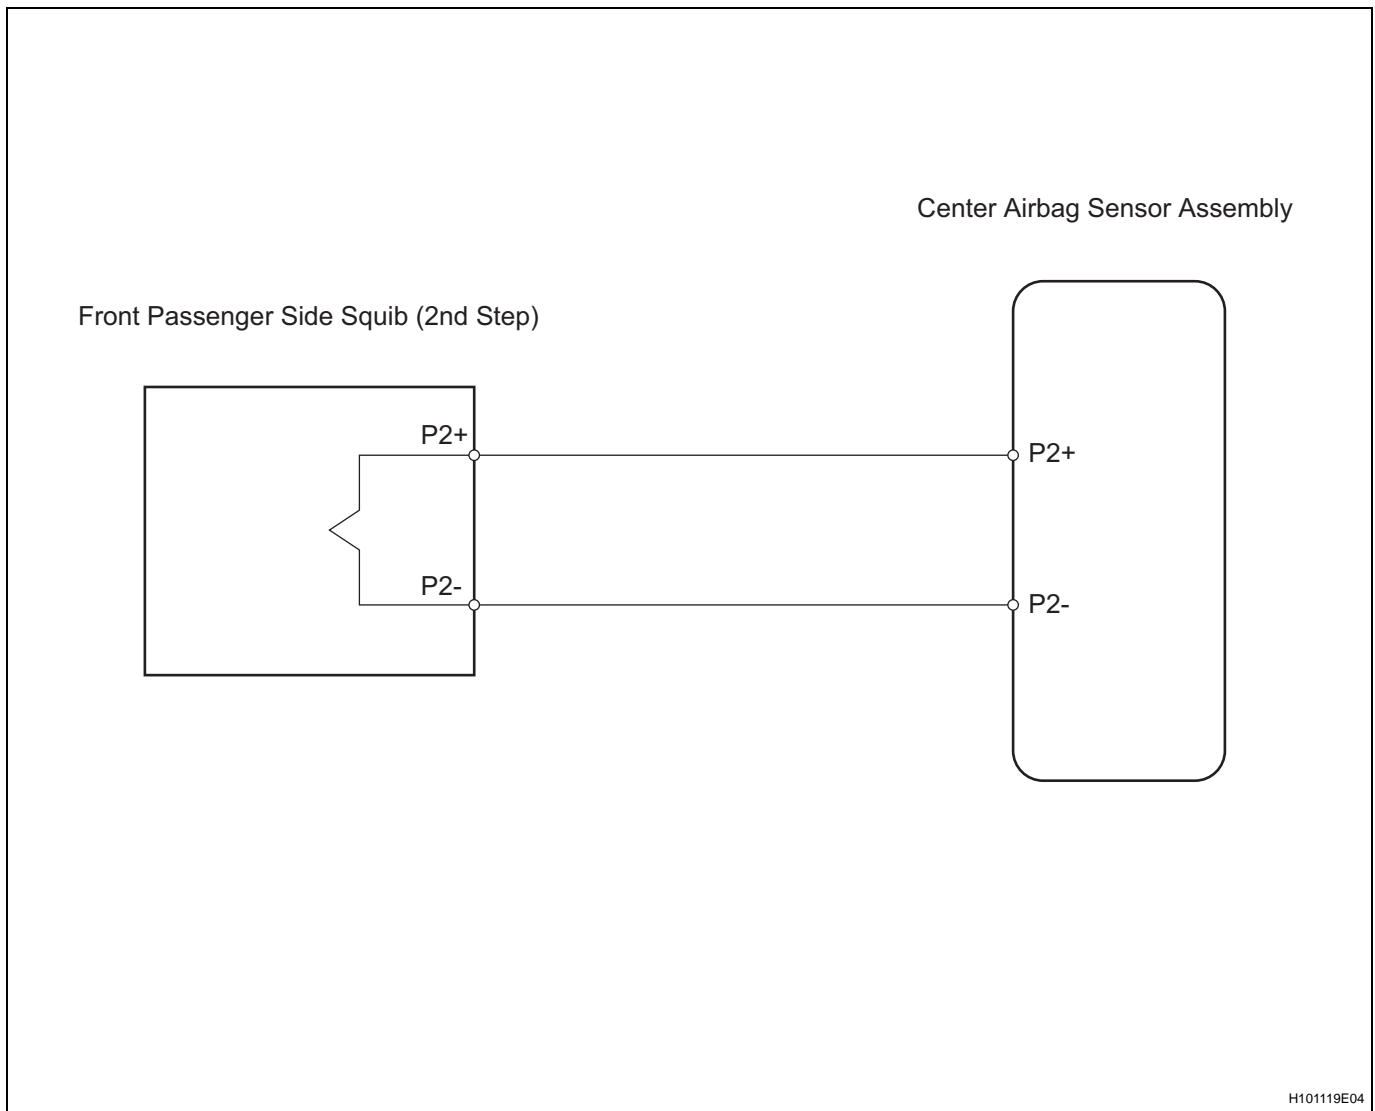 Center Airbag Sensor Assembly
Front Passenger Side Squib (2nd Step)
P2+
P2+
P2-
P2-
H101119E04